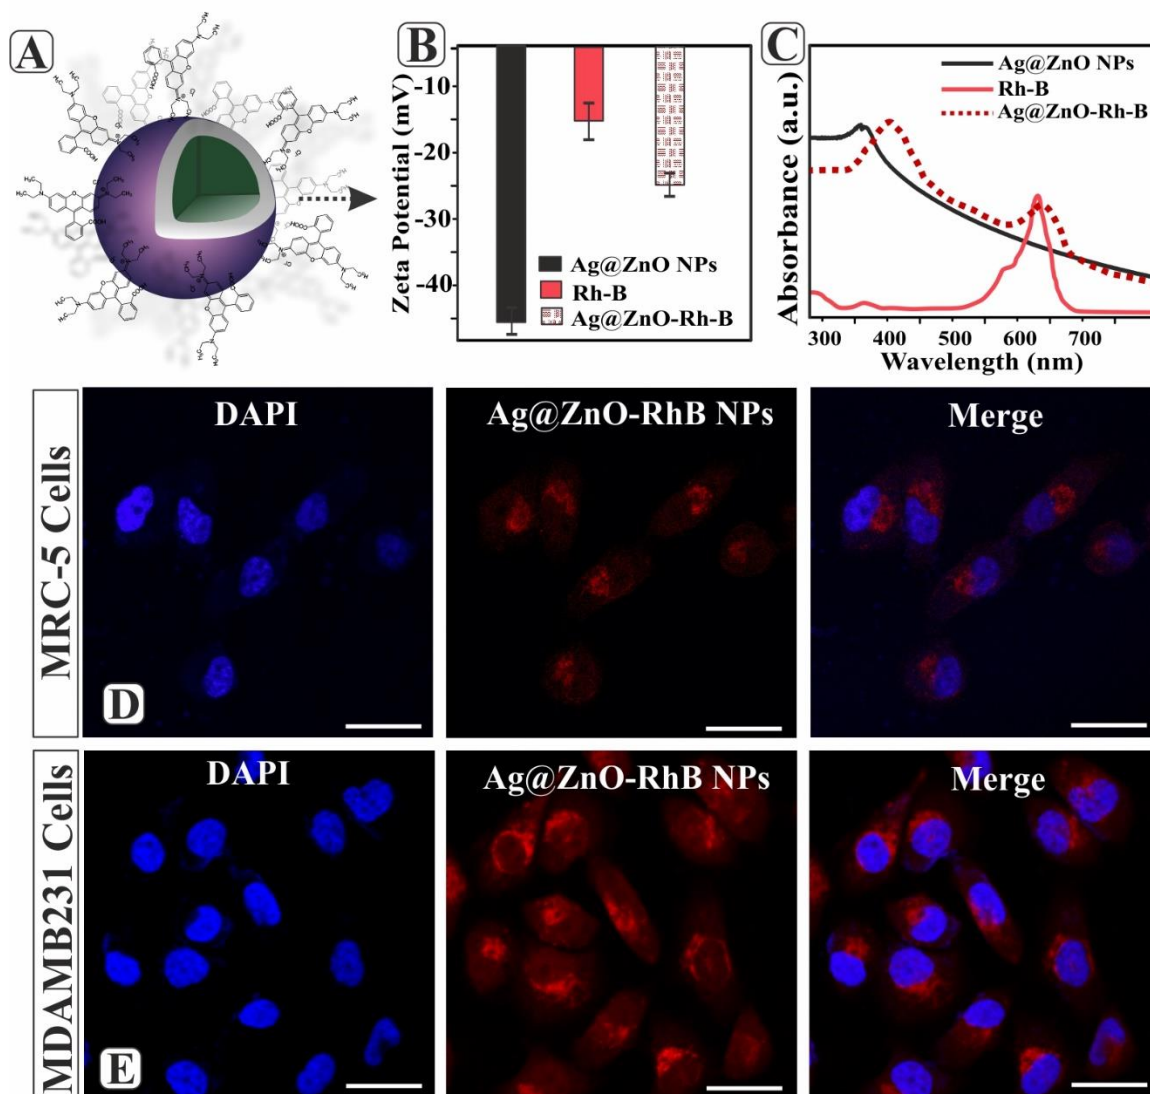 A
B
C
Zeta Potential (mV)
-10
-20
-30
-40
Ag@ZnO NPs
Rh-B
Ag@ZnO-Rh-B
Absorbance (a.u.)
Ag@ZnO NPs
Rh-B
Ag@ZnO-Rh-B
300 400 500 600 700
Wavelength (nm)
MRC-5 Cells
DAPI
Ag@ZnO-RhB NPs
Merge
D
MDAMB231 Cells
DAPI
Ag@ZnO-RhB NPs
Merge
E